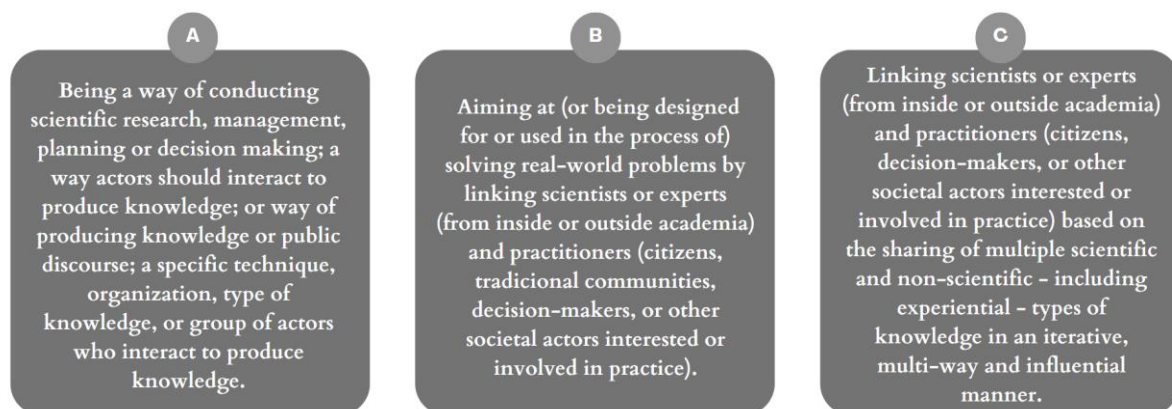 A
Being a way of conducting
scientific research, management,
planning or decision making; a
way actors should interact to
produce knowledge; or way of
producing knowledge or public
discourse; a specific technique,
organization, type of
knowledge, or group of actors
who interact to produce
knowledge.
B
Aiming at (or being designed
for or used in the process of)
solving real-world problems by
linking scientists or experts
(from inside or outside academia)
and practitioners (citizens,
tradicional communities,
decision-makers, or other
societal actors interested or
involved in practice).
C
Linking scientists or experts
(from inside or outside academia)
and practitioners (citizens,
decision-makers, or other
societal actors interested or
involved in practice) based on
the sharing of multiple scientific
and non-scientific - including
experiential - types of
knowledge in an iterative,
multi-way and influential
manner.